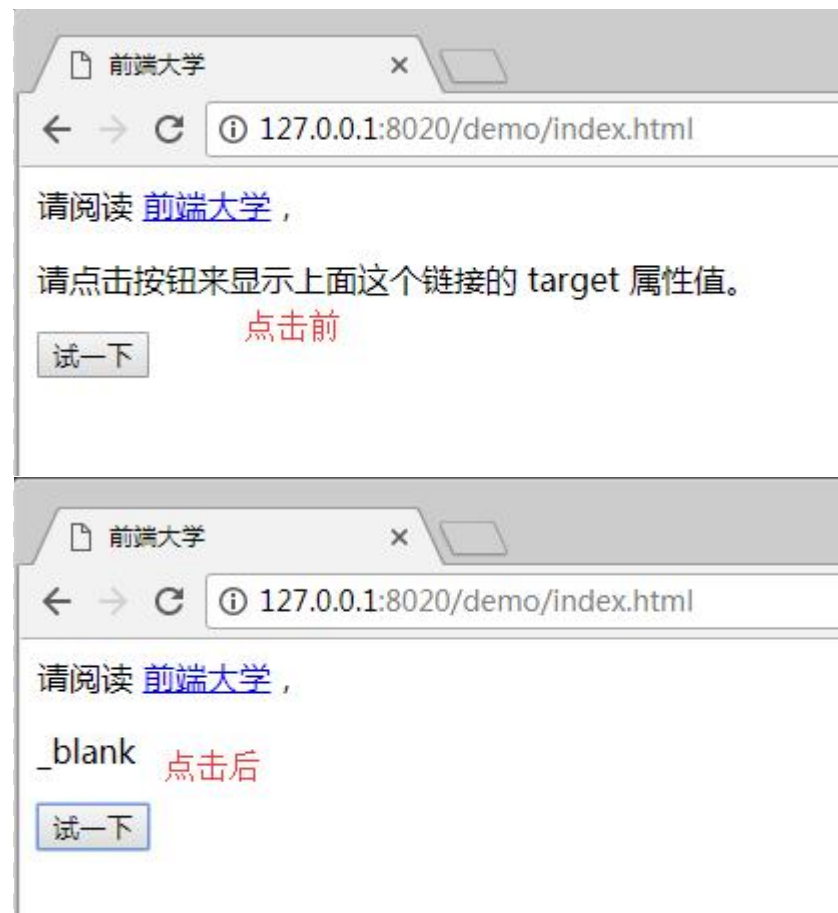 前端大学
127.0.0.1:8020/demo/index.html
请阅读 前端大学，
请点击按钮来显示上面这个链接的 target 属性值。
点击前
试一下
前端大学
127.0.0.1:8020/demo/index.html
请阅读 前端大学，
_blank 点击后
试一下